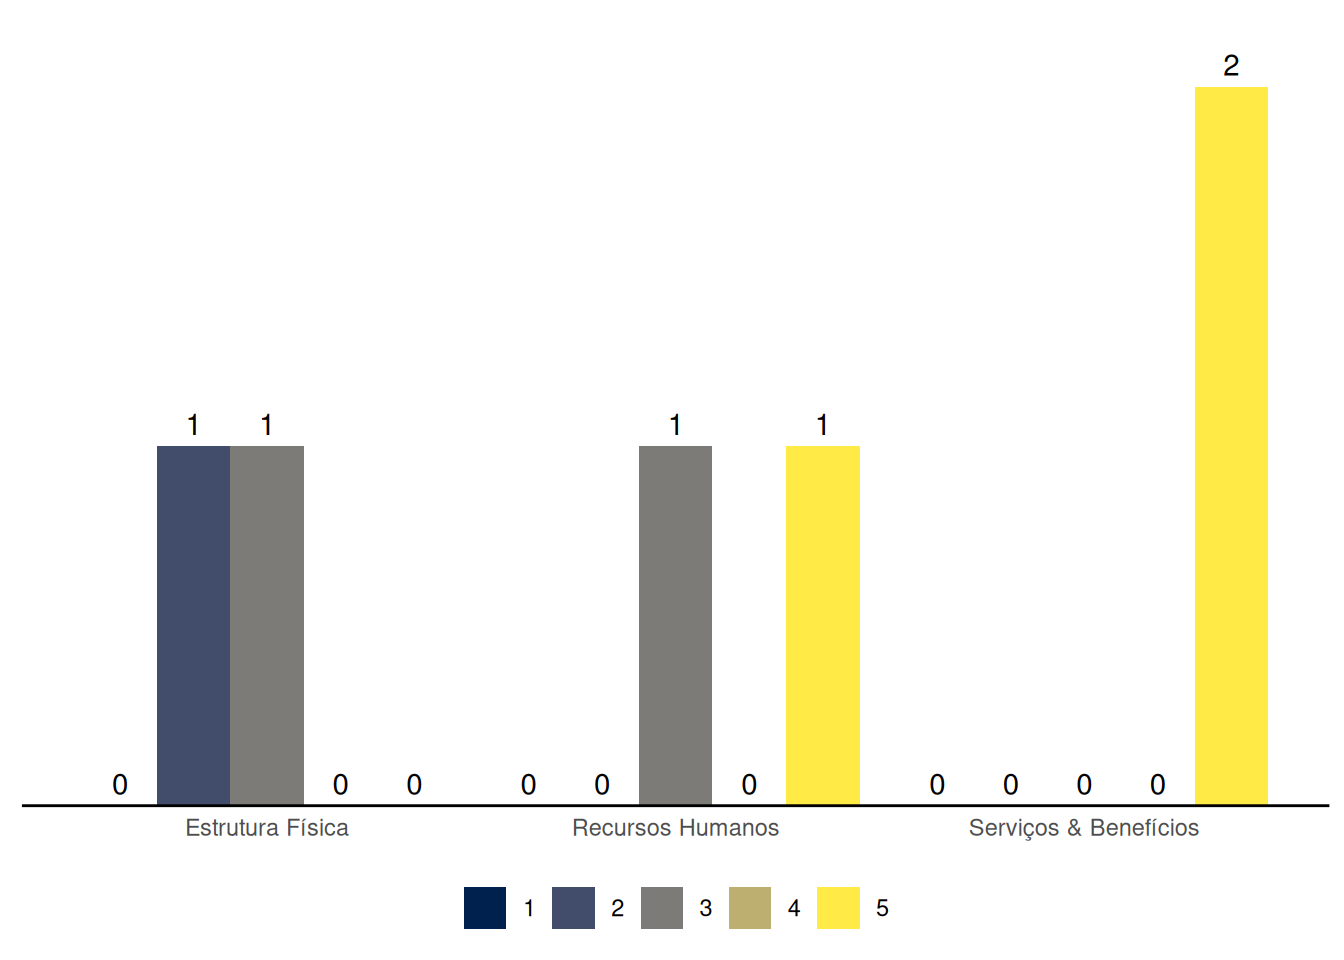 2
1 1 1 1
0 0 0 0 0 0 0 0 0 0
Estrutura Física Recursos Humanos Serviços & Benefícios
1 2 3 4 5